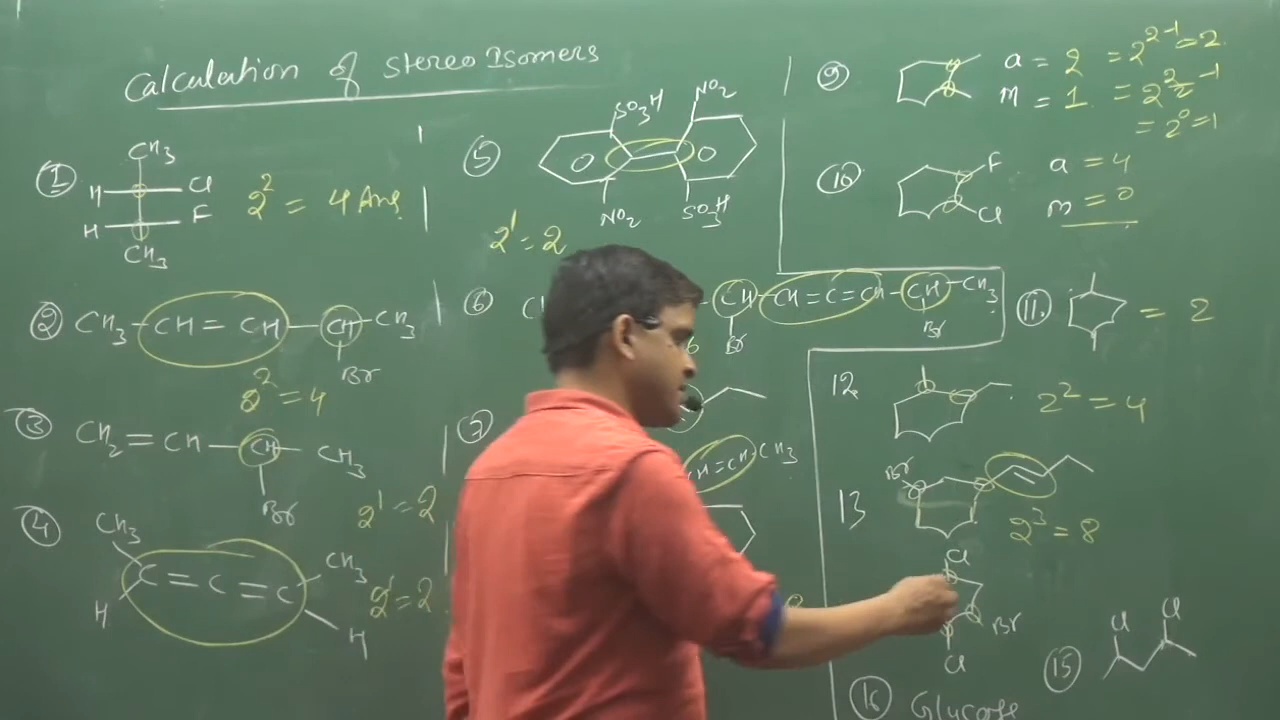 Calculation of stereo Isomers
① CH3
H Cl
H F
CH3
2² = 4 Ans.
② CH3-CH=CH-CH-CH3
Br
2² = 4
③ CH2=CH-CH-CH3
Br
2¹ = 2
④ CH3
C=C=C
CH3
H
H
2¹ = 2
⑤ SO3H NO2
NO2 SO3H
2¹ = 2
⑥ CH-CH=C=CH-CH-CH3
Br Br
⑦
CH=CH-CH3
⑨ a = 2 = 2²⁻¹ = 2
m = 1 = 2^(2/2 - 1)
= 2⁰ = 1
⑩ F
Cl
a = 4
m = 0
⑪ = 2
12. 2² = 4
13 Br
2³ = 8
Cl
Br
Cl
⑮ Cl Cl
⑯ Glucose